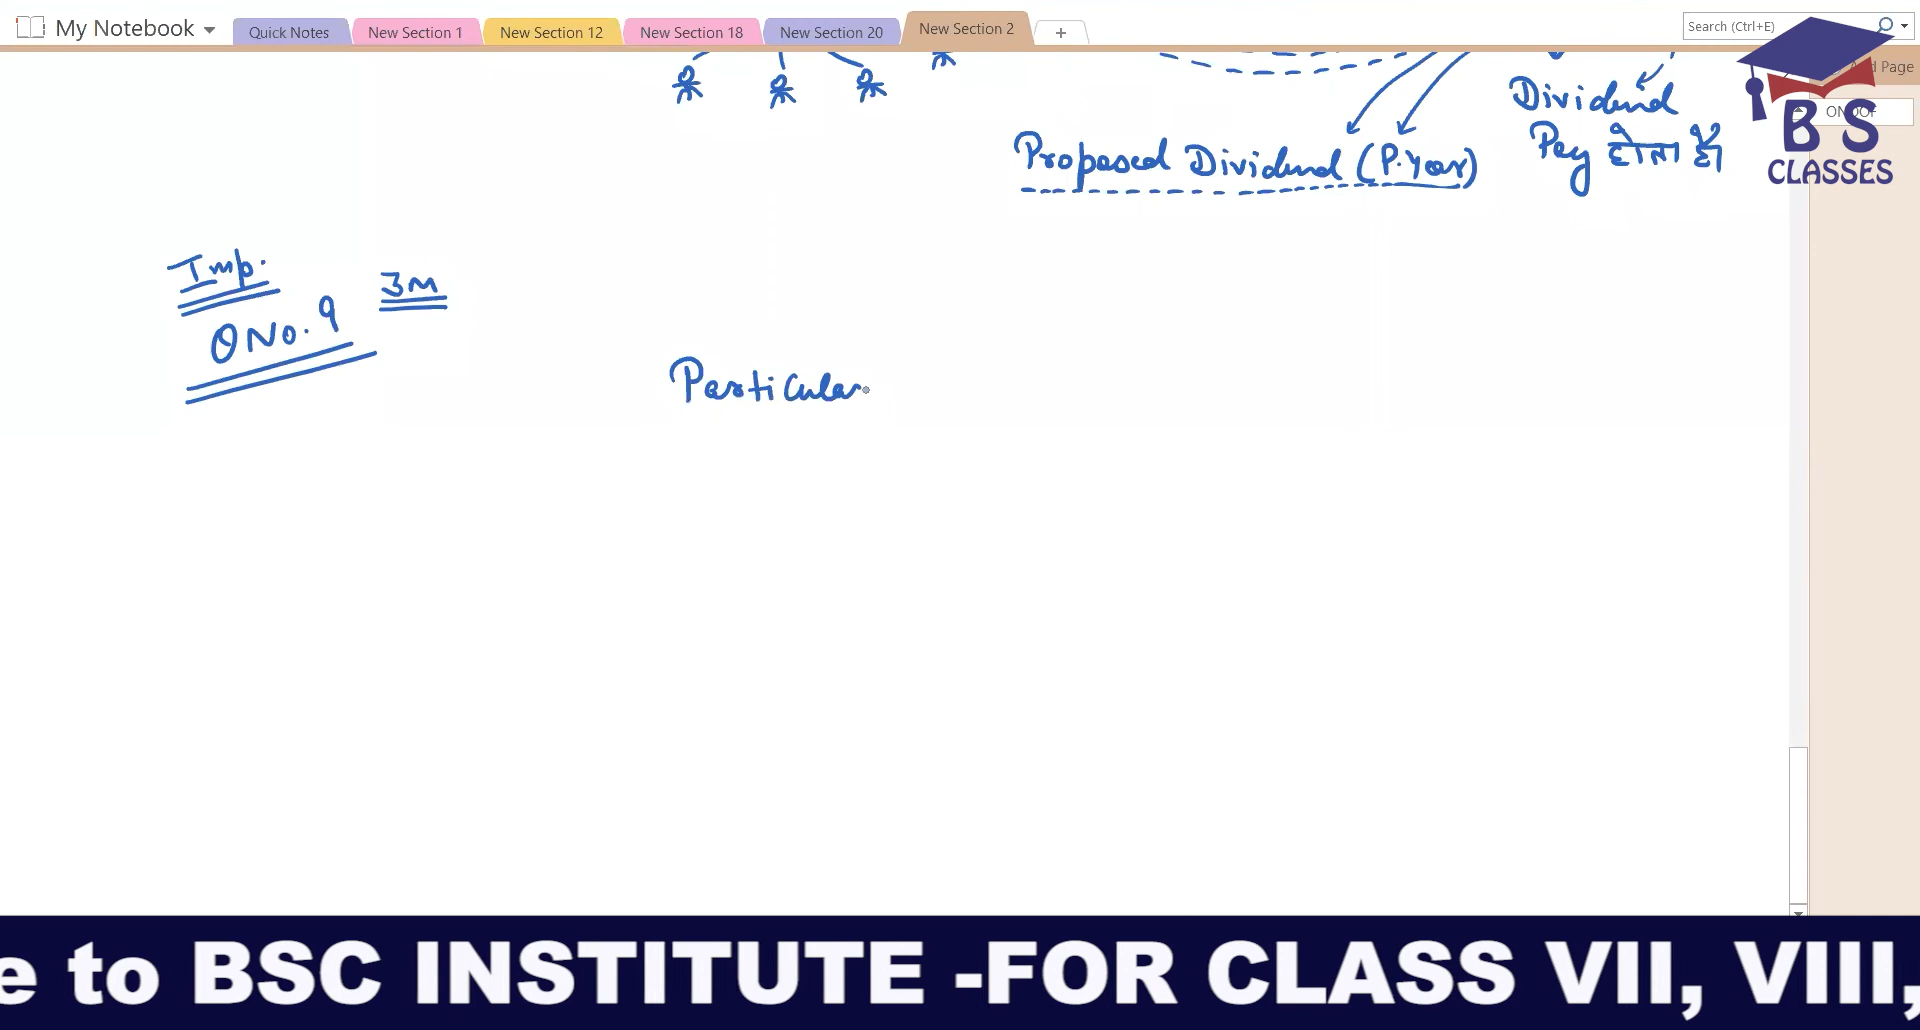 My Notebook
Quick Notes
New Section 1
New Section 12
New Section 18
New Section 20
New Section 2
Search (Ctrl+E)
d Page
BS
CLASSES
Dividend
Pay होता है
Proposed Dividend (P.Year)
Imp.
Q No. 9
3M
Particular
e to BSC INSTITUTE -FOR CLASS VII, VIII,